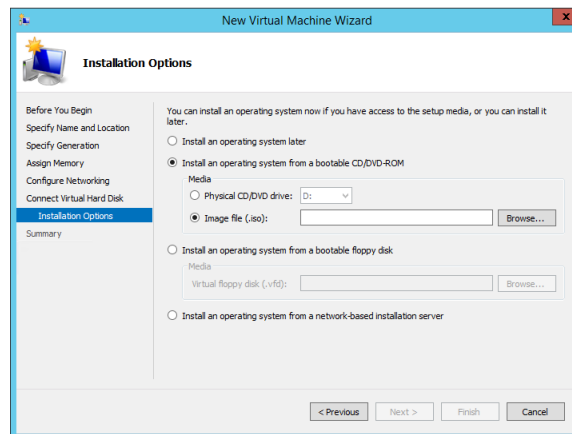 New Virtual Machine Wizard
x
Installation Options
Before You Begin
Specify Name and Location
Specify Generation
Assign Memory
Configure Networking
Connect Virtual Hard Disk
Installation Options
Summary
You can install an operating system now if you have access to the setup media, or you can install it
later.
Install an operating system later
Install an operating system from a bootable CD/DVD-ROM
Media
Physical CD/DVD drive: D:
Image file (.iso): Browse...
Install an operating system from a bootable floppy disk
Media
Virtual floppy disk (.vfd): Browse...
Install an operating system from a network-based installation server
< Previous Next > Finish Cancel